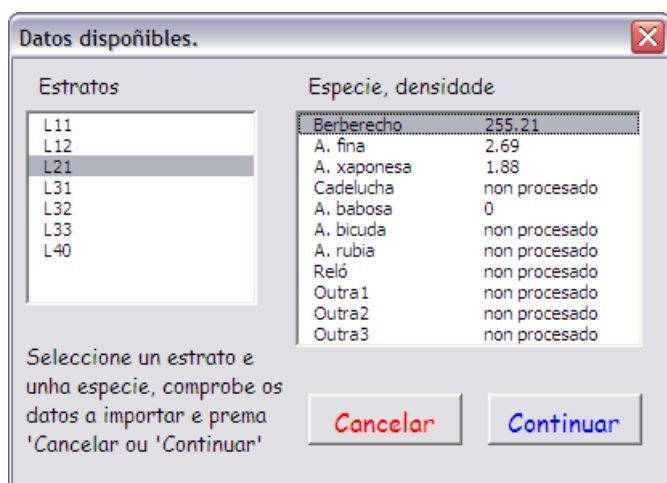 Datos dispoñibles.
Estratos
L11
L12
L21
L31
L32
L33
L40
Especie, densidade
Berberecho 255.21
A. fina 2.69
A. xaponesa 1.88
Cadelucha non procesado
A. babosa 0
A. bicuda non procesado
A. rubia non procesado
Reló non procesado
Outra1 non procesado
Outra2 non procesado
Outra3 non procesado
Seleccione un estrato e
unha especie, comprobe os
datos a importar e prema
'Cancelar ou 'Continuar'
Cancelar
Continuar